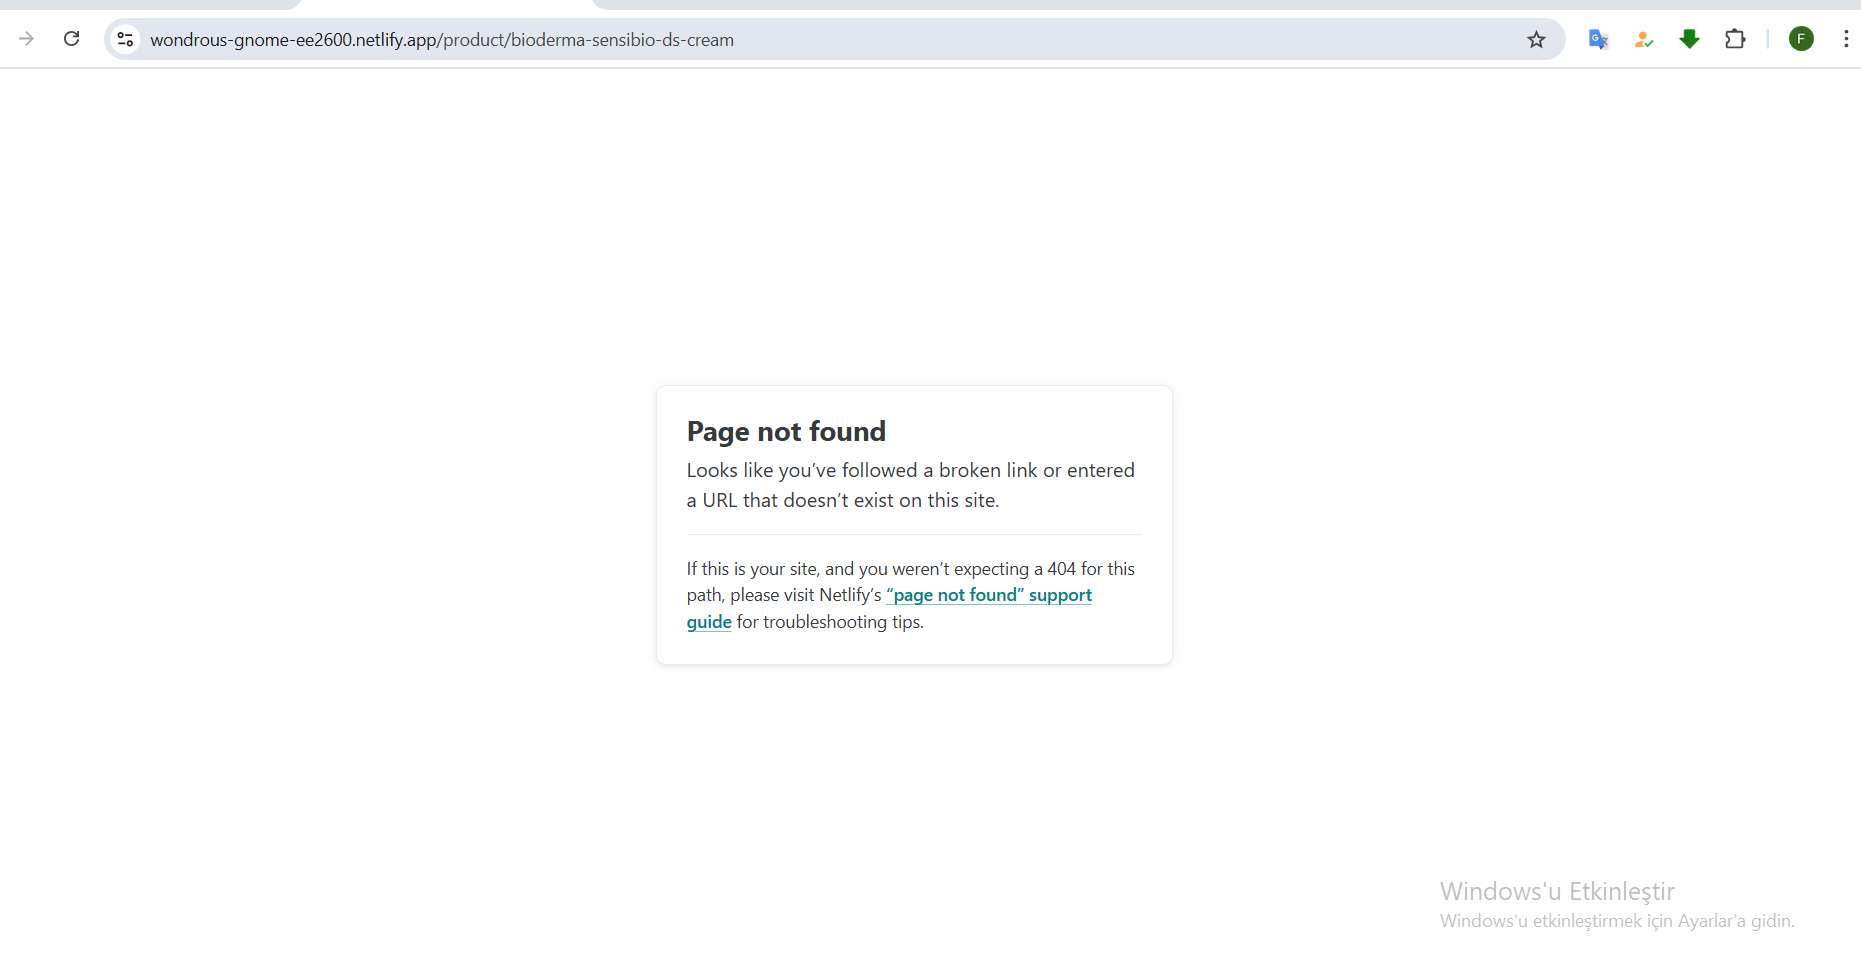 wondrous-gnome-ee2600.netlify.app/product/bioderma-sensibio-ds-cream
F
Page not found
Looks like you’ve followed a broken link or entered
a URL that doesn’t exist on this site.
If this is your site, and you weren’t expecting a 404 for this
path, please visit Netlify’s “page not found” support
guide for troubleshooting tips.
Windows'u Etkinleştir
Windows'u etkinleştirmek için Ayarlar'a gidin.